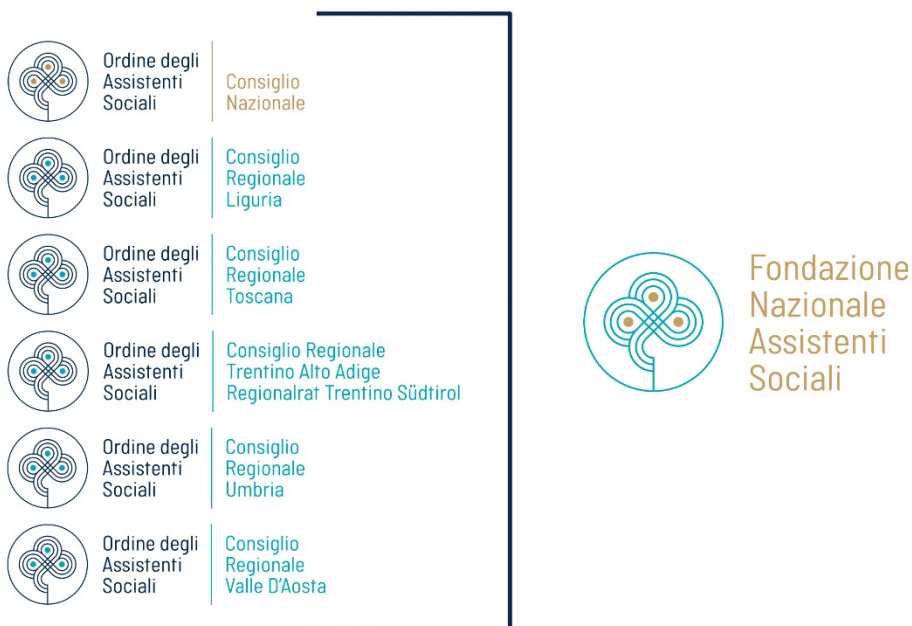 Ordine degli
Assistenti
Sociali
Consiglio
Nazionale
Ordine degli
Assistenti
Sociali
Consiglio
Regionale
Liguria
Ordine degli
Assistenti
Sociali
Consiglio
Regionale
Toscana
Ordine degli
Assistenti
Sociali
Consiglio Regionale
Trentino Alto Adige
Regionalrat Trentino Südtirol
Ordine degli
Assistenti
Sociali
Consiglio
Regionale
Umbria
Ordine degli
Assistenti
Sociali
Consiglio
Regionale
Valle D'Aosta
Fondazione
Nazionale
Assistenti
Sociali